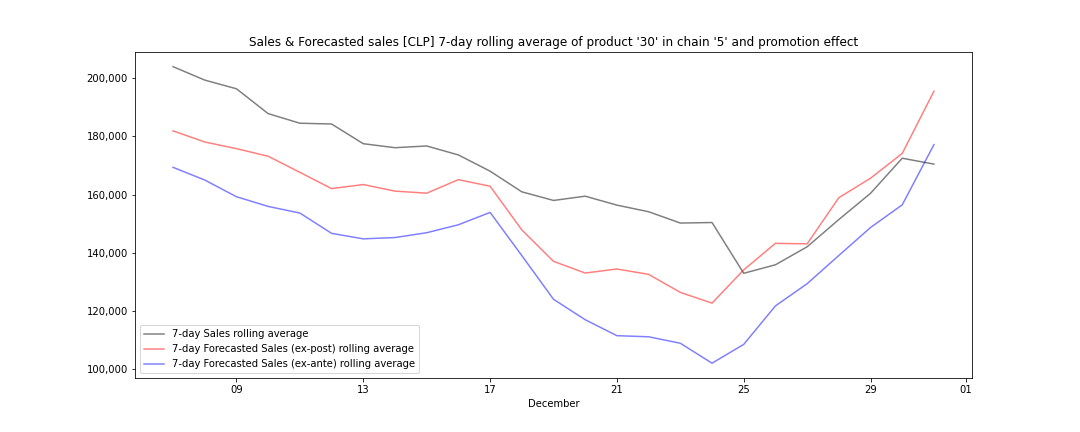 Sales & Forecasted sales [CLP] 7-day rolling average of product '30' in chain '5' and promotion effect
200,000
180,000
160,000
140,000
120,000
100,000
7-day Sales rolling average
7-day Forecasted Sales (ex-post) rolling average
7-day Forecasted Sales (ex-ante) rolling average
09 13 17 21 25 29 01
December